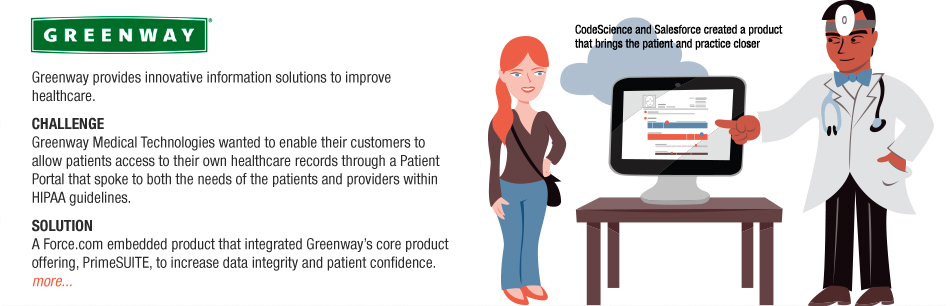 GREENWAY®
Greenway provides innovative information solutions to improve
healthcare.
CHALLENGE
Greenway Medical Technologies wanted to enable their customers to
allow patients access to their own healthcare records through a Patient
Portal that spoke to both the needs of the patients and providers within
HIPAA guidelines.
SOLUTION
A Force.com embedded product that integrated Greenway's core product
offering, PrimeSUITE, to increase data integrity and patient confidence.
more...
CodeScience and Salesforce created a product
that brings the patient and practice closer